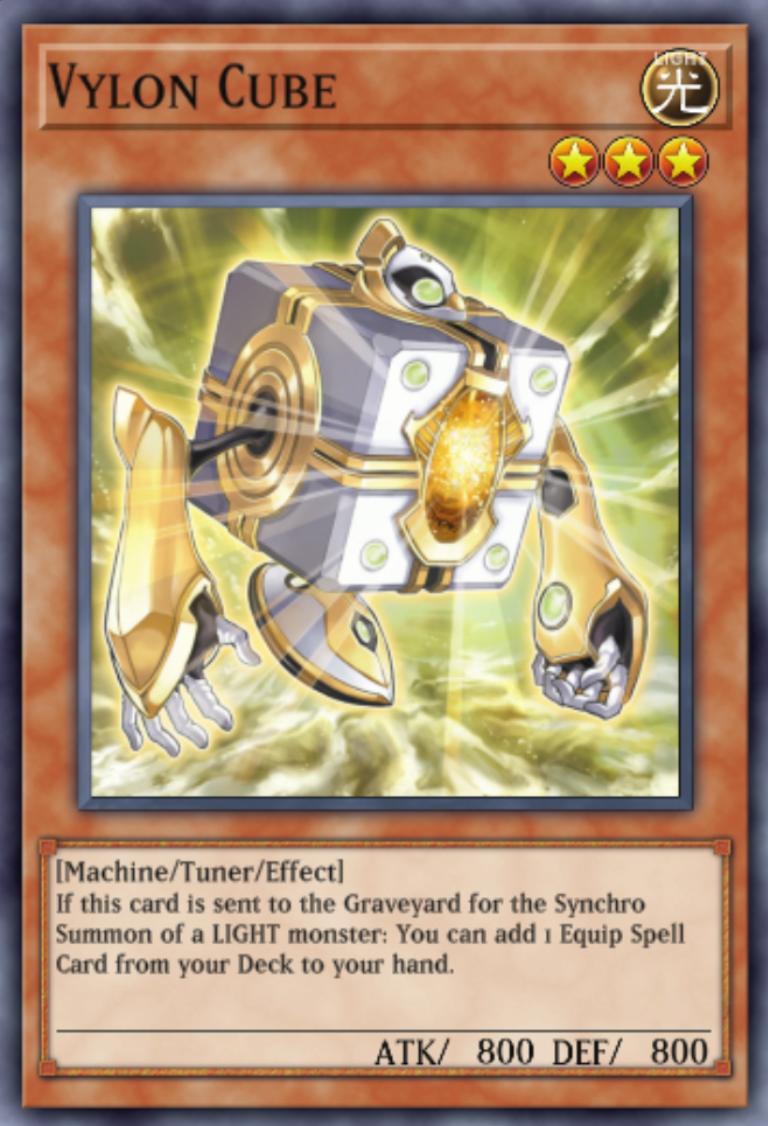 Vylon Cube
LIGHT
光
[Machine/Tuner/Effect]
If this card is sent to the Graveyard for the Synchro
Summon of a LIGHT monster: You can add 1 Equip Spell
Card from your Deck to your hand.
ATK/ 800 DEF/ 800